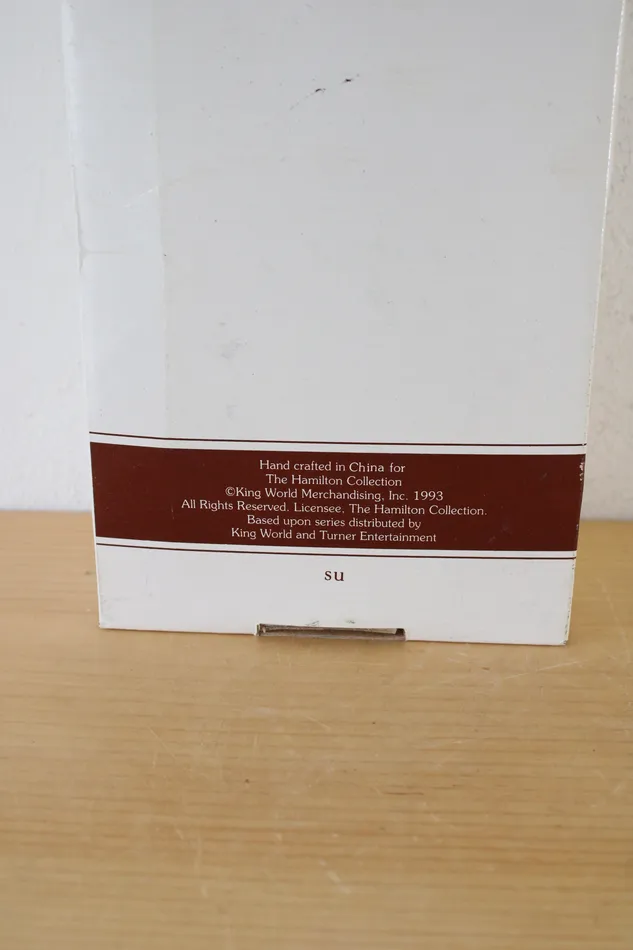 Hand crafted in China for
The Hamilton Collection
©King World Merchandising, Inc. 1993
All Rights Reserved. Licensee, The Hamilton Collection.
Based upon series distributed by
King World and Turner Entertainment
su